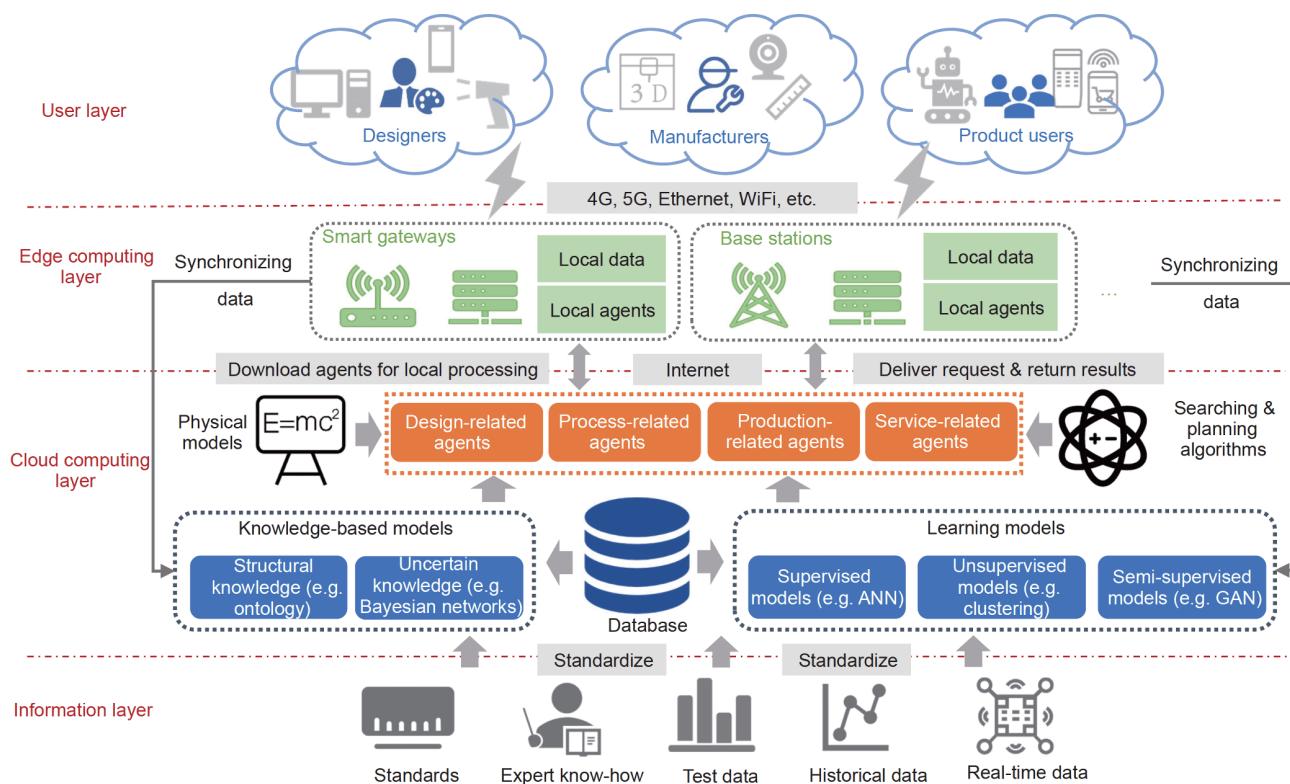 User layer
3 D
Designers
Manufacturers
Product users
4G, 5G, Ethernet, WiFi, etc.
Edge computing
layer
Synchronizing
data
Smart gateways
Local data
Local agents
Base stations
Local data
Local agents
...
Synchronizing
data
Download agents for local processing
Internet
Deliver request & return results
Cloud computing
layer
Physical
models
E=mc²
Design-related
agents
Process-related
agents
Production-
related agents
Service-related
agents
+ -
Searching &
planning
algorithms
Knowledge-based models
Structural
knowledge (e.g.
ontology)
Uncertain
knowledge (e.g.
Bayesian networks)
Database
Learning models
Supervised
models (e.g. ANN)
Unsupervised
models (e.g.
clustering)
Semi-supervised
models (e.g. GAN)
Standardize
Standardize
Information layer
Standards
Expert know-how
Test data
Historical data
Real-time data